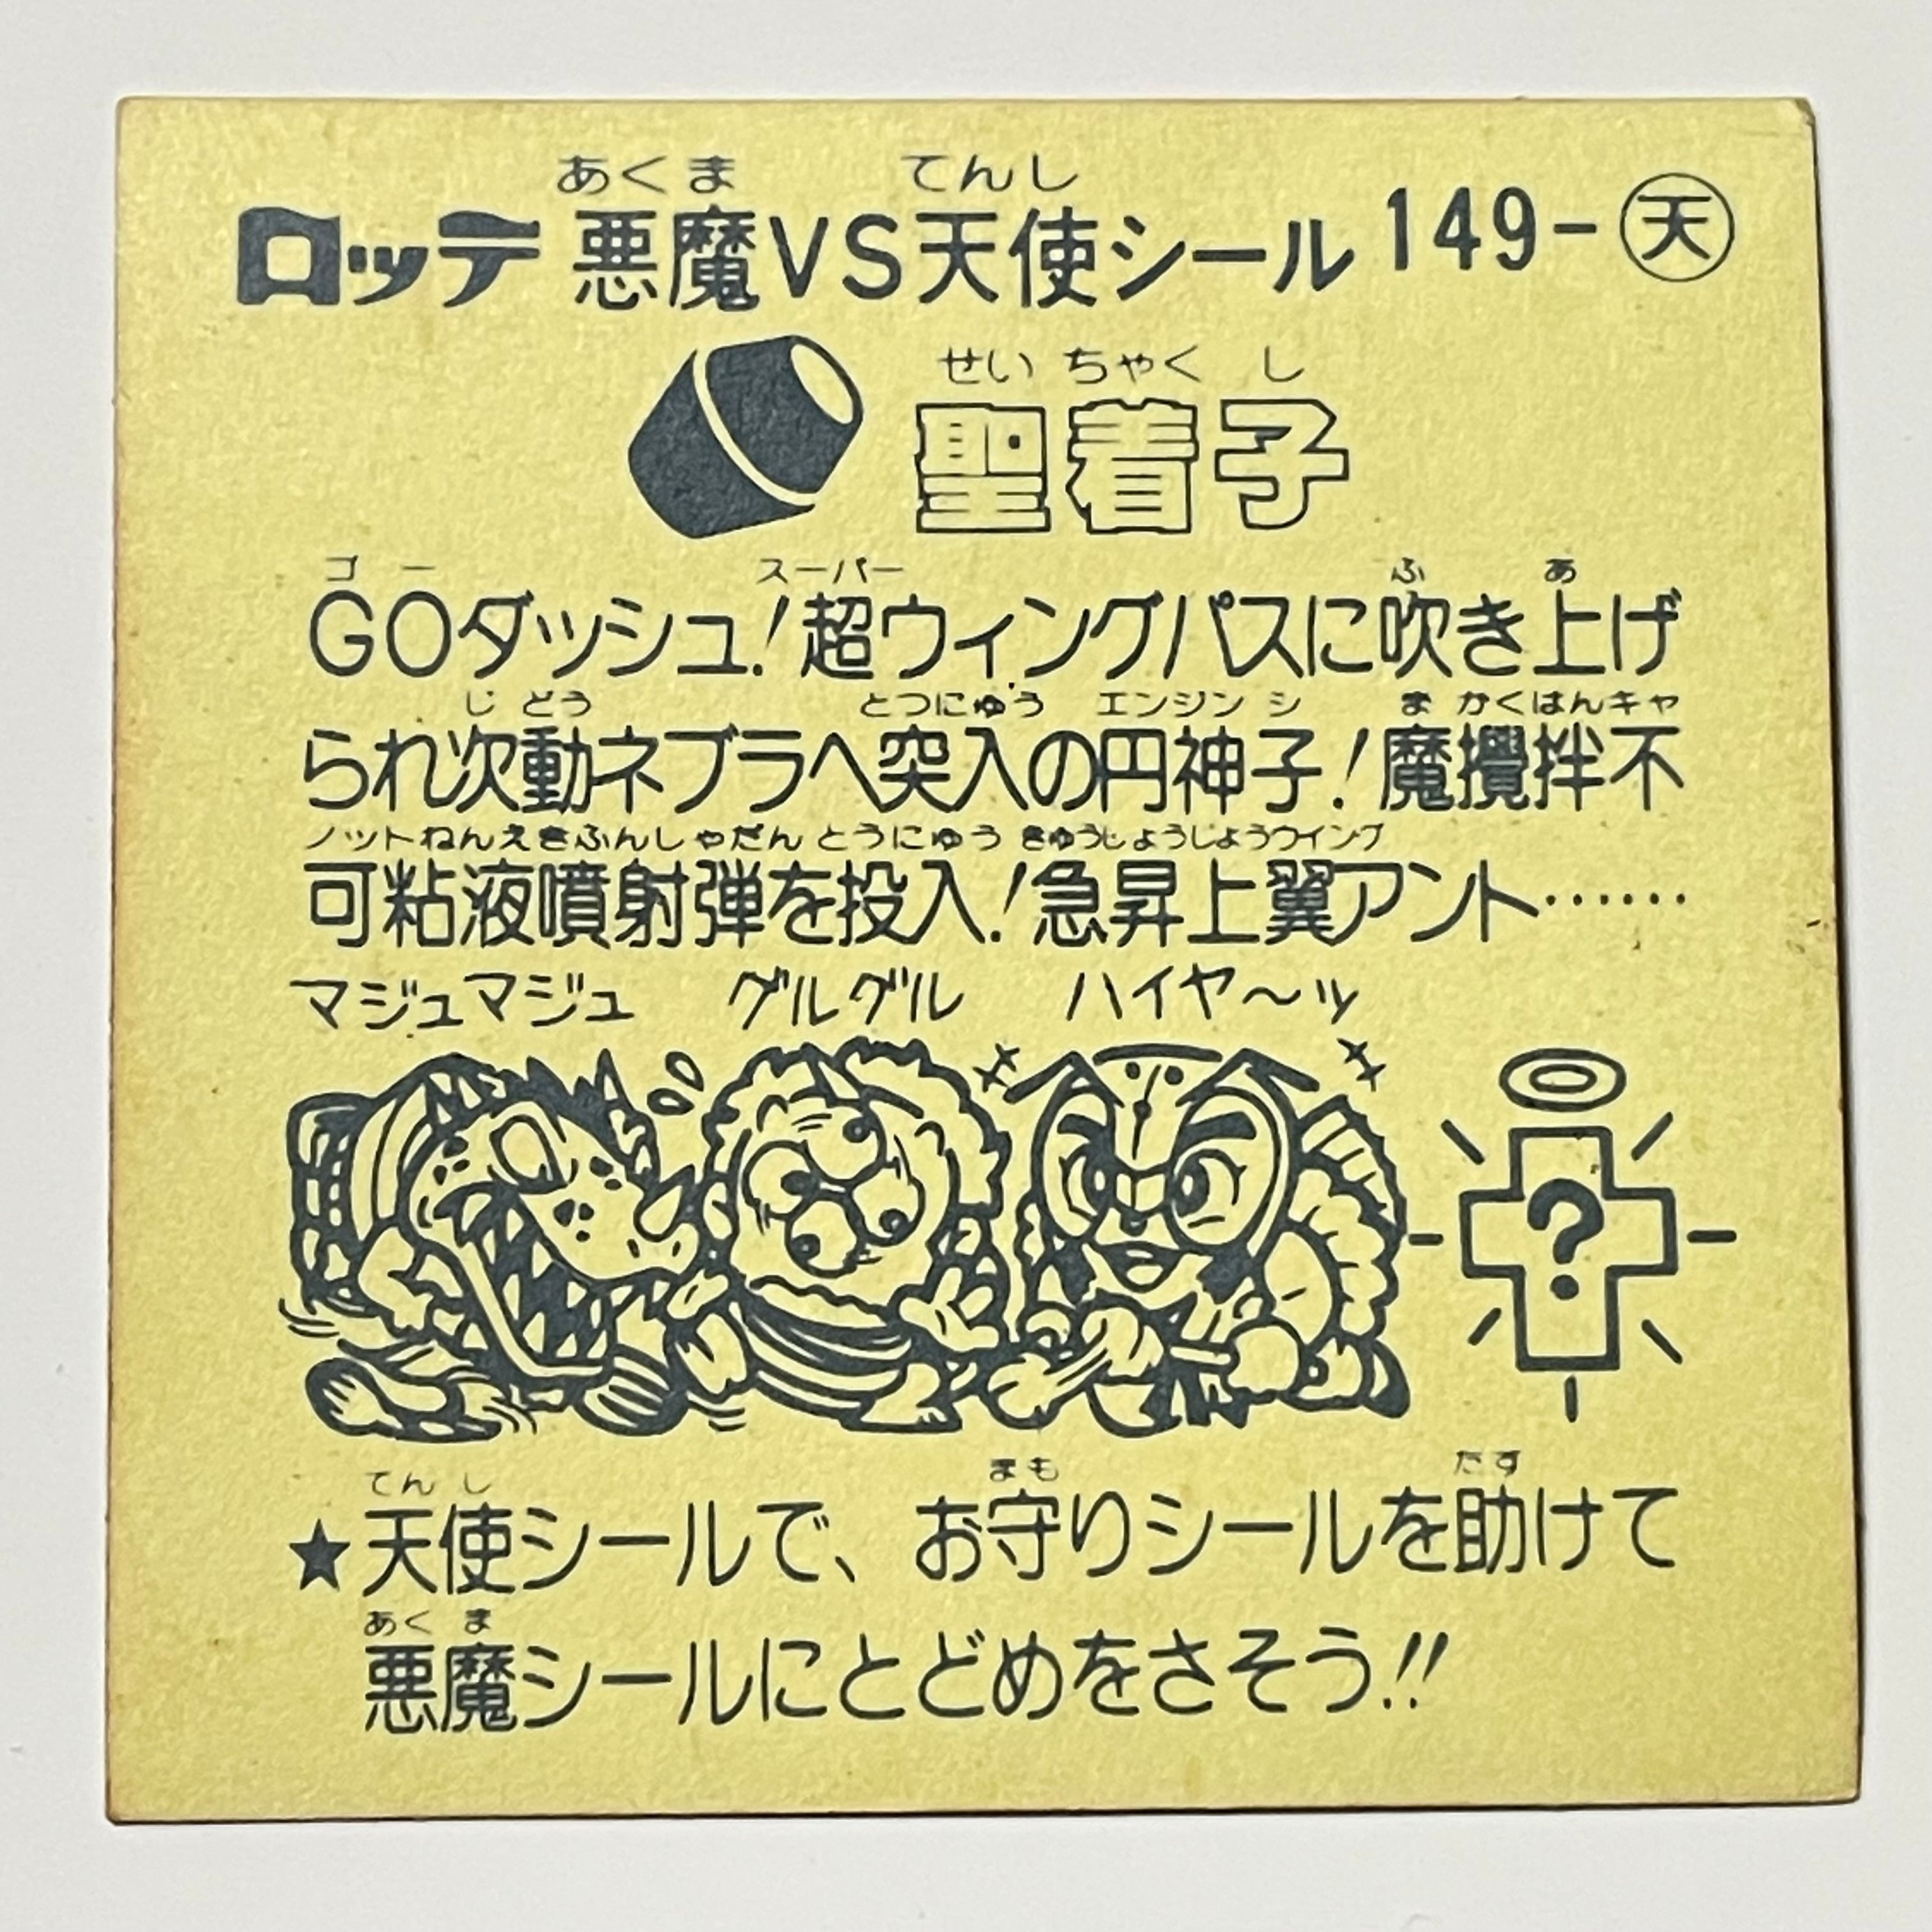 あくま てんし
ロッテ 悪魔VS天使シール 149-天
せい ちゃく し
聖着子
ゴー スーパー ふ あ
GOダッシュ!超ウィングパスに吹き上げ
じ どう とつにゅう エンジン シ ま かくはんキャ
られ次動ネブラへ突入の円神子!魔攪拌不
ノットねんえきふんしゃだん とうにゅう きゅうじょうしょうウイング
可粘液噴射弾を投入!急昇上翼アント……
マジュマジュ グルグル ハイヤ〜ッ
?
てん し まも たす
★天使シールで、お守りシールを助けて
あく ま
悪魔シールにとどめをさそう!!